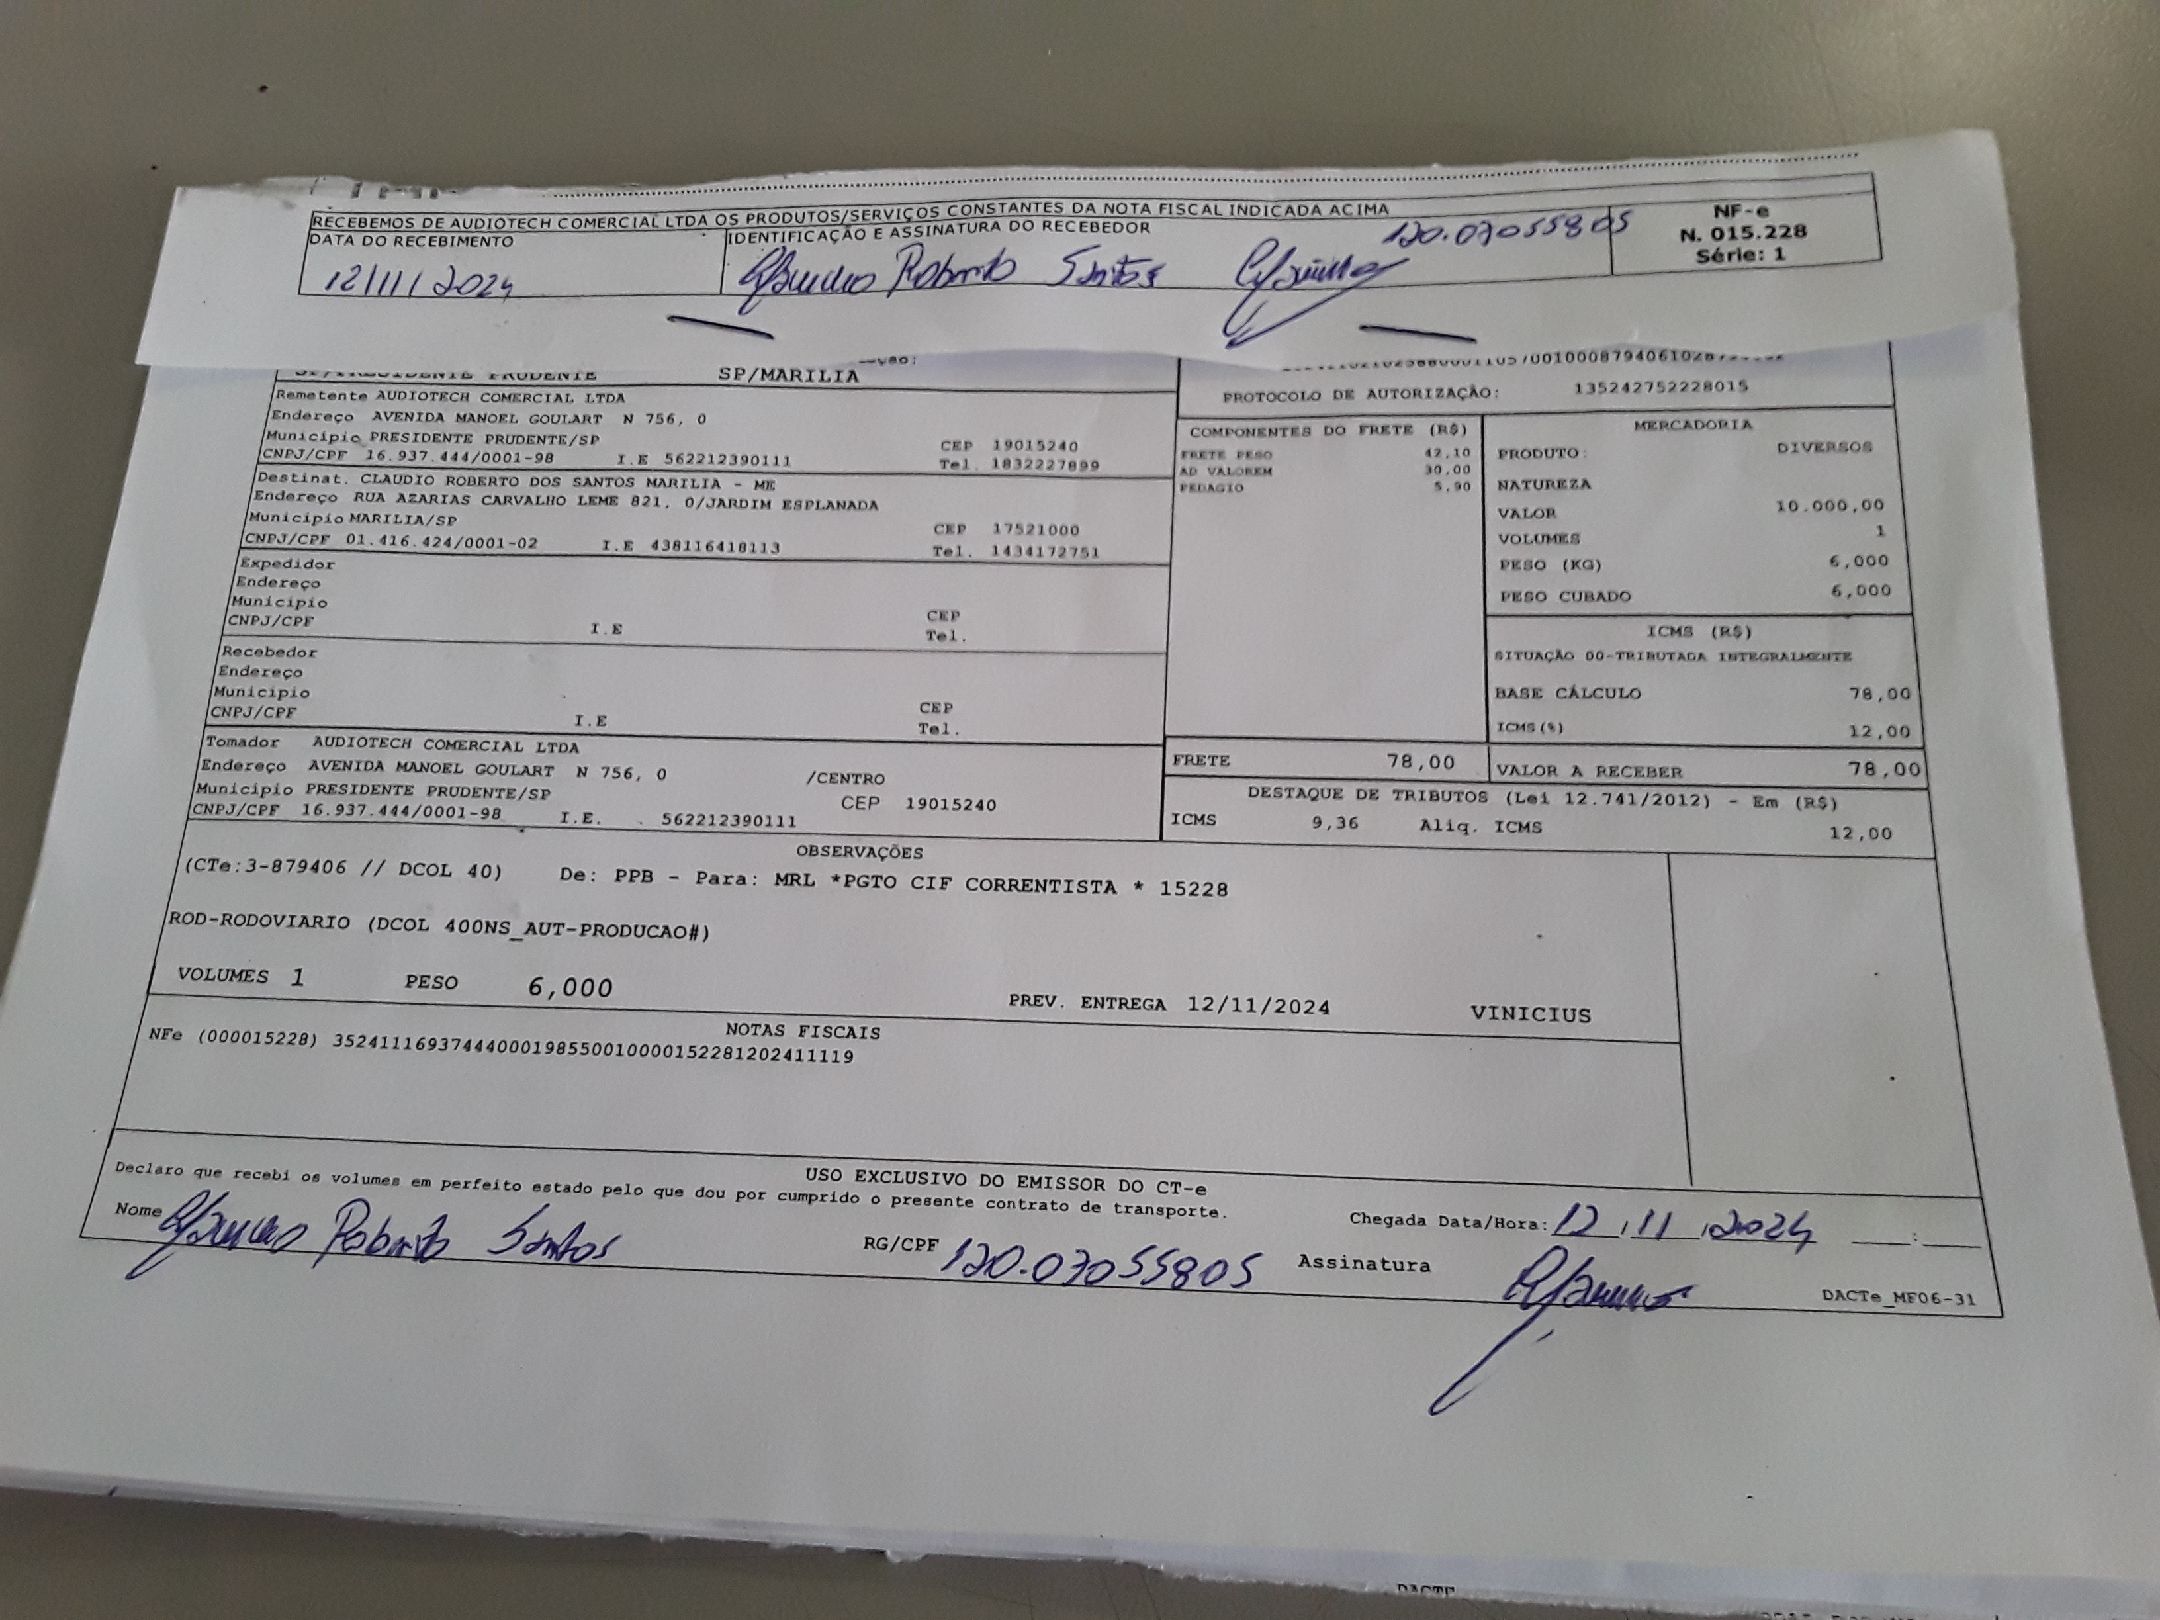 RECEBEMOS DE AUDIOTECH COMERCIAL LTDA OS PRODUTOS/SERVIÇOS CONSTANTES DA NOTA FISCAL INDICADA ACIMA
DATA DO RECEBIMENTO
12/11/2024
IDENTIFICAÇÃO E ASSINATURA DO RECEBEDOR
Roberto Santos
120.07055805
NF-e
N. 015.228
Série: 1
SP/PRESIDENTE PRUDENTE SP/MARILIA
Remetente AUDIOTECH COMERCIAL LTDA
Endereço AVENIDA MANOEL GOULART N 756, 0
Municipio PRESIDENTE PRUDENTE/SP CEP 19015240
CNPJ/CPF 16.937.444/0001-98 I.E 562212390111 Tel. 1832227899
Destinat. CLAUDIO ROBERTO DOS SANTOS MARILIA - ME
Endereço RUA AZARIAS CARVALHO LEME 821, 0/JARDIM ESPLANADA
Municipio MARILIA/SP CEP 17521000
CNPJ/CPF 01.416.424/0001-02 I.E 438116418113 Tel. 1434172751
Expedidor
Endereço
Municipio CEP
CNPJ/CPF I.E Tel.
Recebedor
Endereço
Municipio CEP
CNPJ/CPF I.E Tel.
Tomador AUDIOTECH COMERCIAL LTDA
Endereço AVENIDA MANOEL GOULART N 756, 0 /CENTRO
Municipio PRESIDENTE PRUDENTE/SP CEP 19015240
CNPJ/CPF 16.937.444/0001-98 I.E. 562212390111
PROTOCOLO DE AUTORIZAÇÃO: 135242752228015
COMPONENTES DO FRETE (R$)
FRETE PESO 42,10
AD VALOREM 30,00
PEDAGIO 5,90
MERCADORIA
PRODUTO: DIVERSOS
NATUREZA
VALOR 10.000,00
VOLUMES 1
PESO (KG) 6,000
PESO CUBADO 6,000
ICMS (R$)
SITUAÇÃO 00-TRIBUTADA INTEGRALMENTE
BASE CÁLCULO 78,00
ICMS(%) 12,00
FRETE 78,00
VALOR A RECEBER 78,00
DESTAQUE DE TRIBUTOS (Lei 12.741/2012) - Em (R$)
ICMS 9,36 Aliq. ICMS 12,00
OBSERVAÇÕES
(CTe:3-879406 // DCOL 40) De: PPB - Para: MRL *PGTO CIF CORRENTISTA * 15228
ROD-RODOVIARIO (DCOL 400NS_AUT-PRODUCAO#)
VOLUMES 1 PESO 6,000
PREV. ENTREGA 12/11/2024 VINICIUS
NOTAS FISCAIS
NFe (000015228) 35241116937444000198550010000152281202411119
USO EXCLUSIVO DO EMISSOR DO CT-e
Declaro que recebi os volumes em perfeito estado pelo que dou por cumprido o presente contrato de transporte.
Nome Roberto Santos
RG/CPF 120.07055805
Chegada Data/Hora: 12/11/2024 __:__
Assinatura
DACTe_MF06-31
DACTE